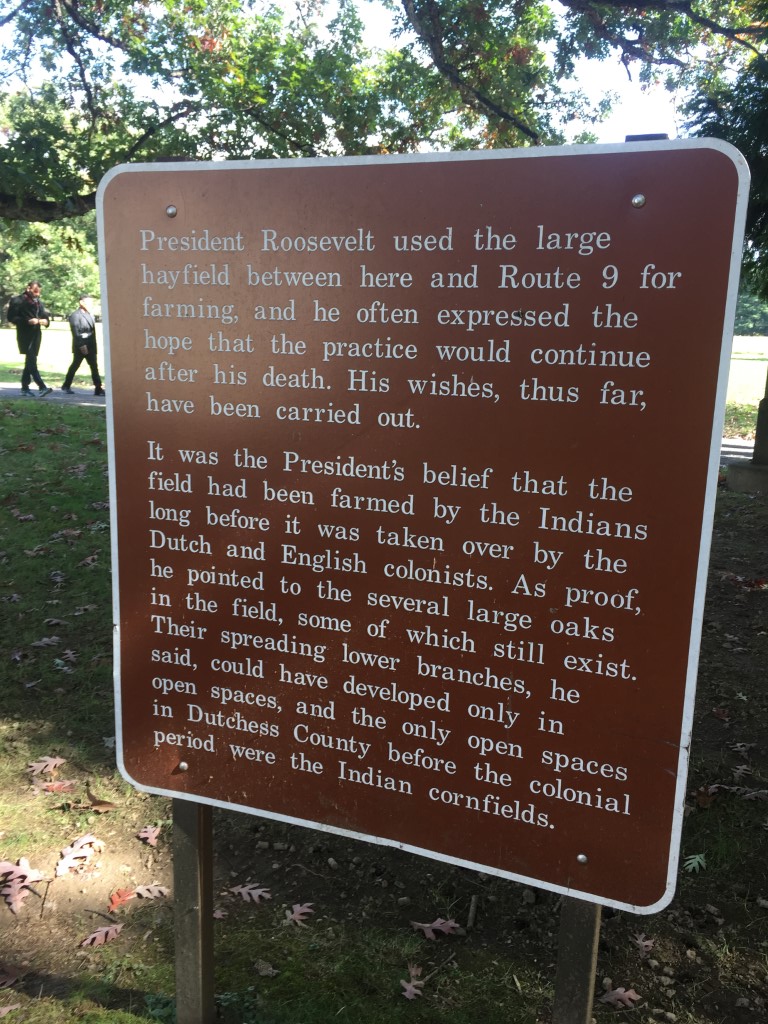 President Roosevelt used the large
hayfield between here and Route 9 for
farming, and he often expressed the
hope that the practice would continue
after his death. His wishes, thus far,
have been carried out.
It was the President's belief that the
field had been farmed by the Indians
long before it was taken over by the
Dutch and English colonists. As proof,
he pointed to the several large oaks
in the field, some of which still exist.
Their spreading lower branches, he
said, could have developed only in
open spaces, and the only open spaces
in Dutchess County before the colonial
period were the Indian cornfields.